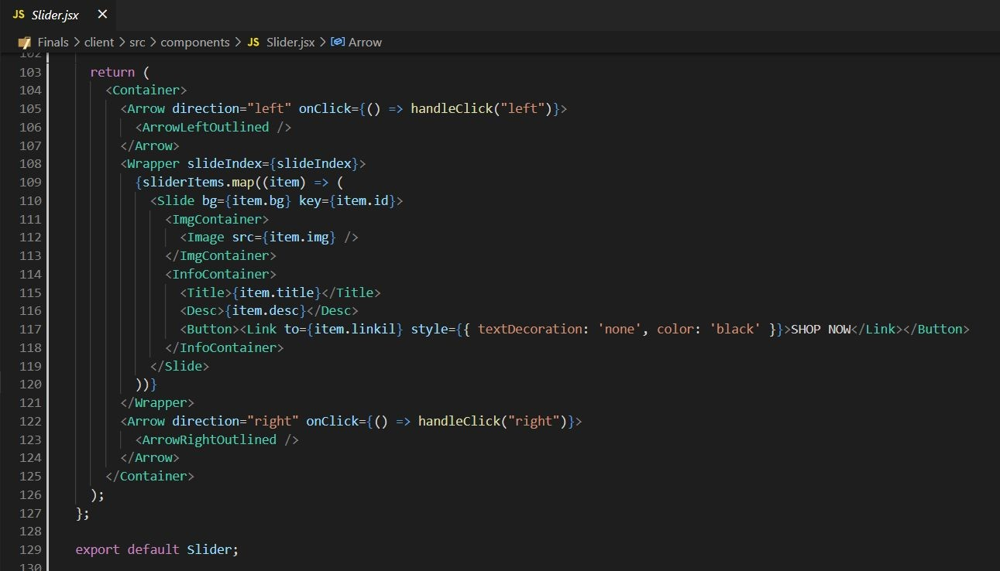 JS Slider.jsx ×
Finals > client > src > components > JS Slider.jsx > Arrow
102
103 return (
104 <Container>
105 <Arrow direction="left" onClick={() => handleClick("left")}>
106 <ArrowLeftOutlined />
107 </Arrow>
108 <Wrapper slideIndex={slideIndex}>
109 {sliderItems.map((item) => (
110 <Slide bg={item.bg} key={item.id}>
111 <ImgContainer>
112 <Image src={item.img} />
113 </ImgContainer>
114 <InfoContainer>
115 <Title>{item.title}</Title>
116 <Desc>{item.desc}</Desc>
117 <Button><Link to={item.linkil} style={{ textDecoration: 'none', color: 'black' }}>SHOP NOW</Link></Button>
118 </InfoContainer>
119 </Slide>
120 ))}
121 </Wrapper>
122 <Arrow direction="right" onClick={() => handleClick("right")}>
123 <ArrowRightOutlined />
124 </Arrow>
125 </Container>
126 );
127 };
128
129 export default Slider;
130